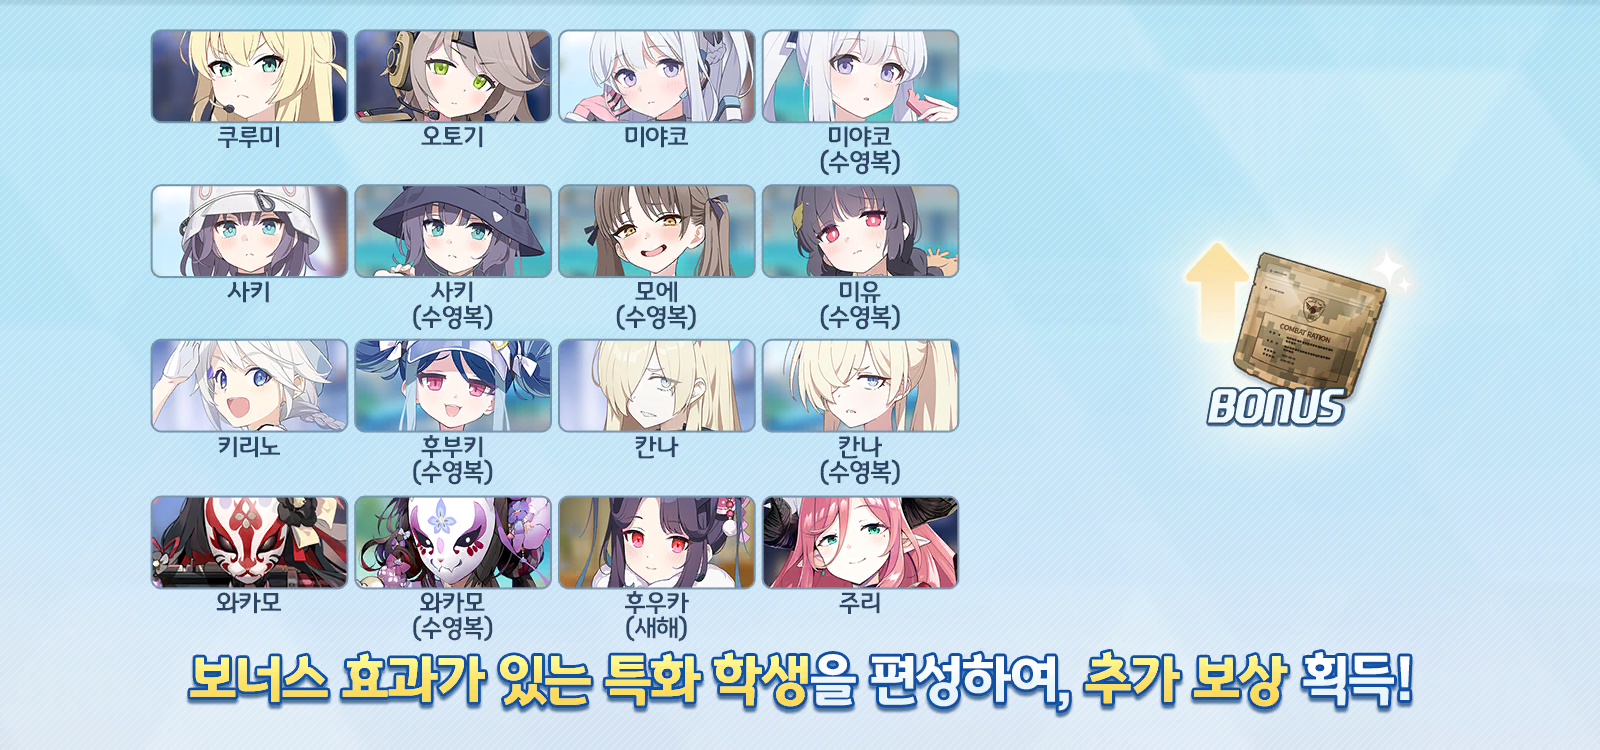 쿠루미 오토기 미야코 미야코
(수영복)
사키 사키 모에 미유
(수영복) (수영복) (수영복)
키리노 후부키 칸나 칸나
(수영복) (수영복)
와카모 와카모 후우카 주리
(수영복) (새해)
COMBAT RATION
BONUS
보너스 효과가 있는 특화 학생을 편성하여, 추가 보상 획득!